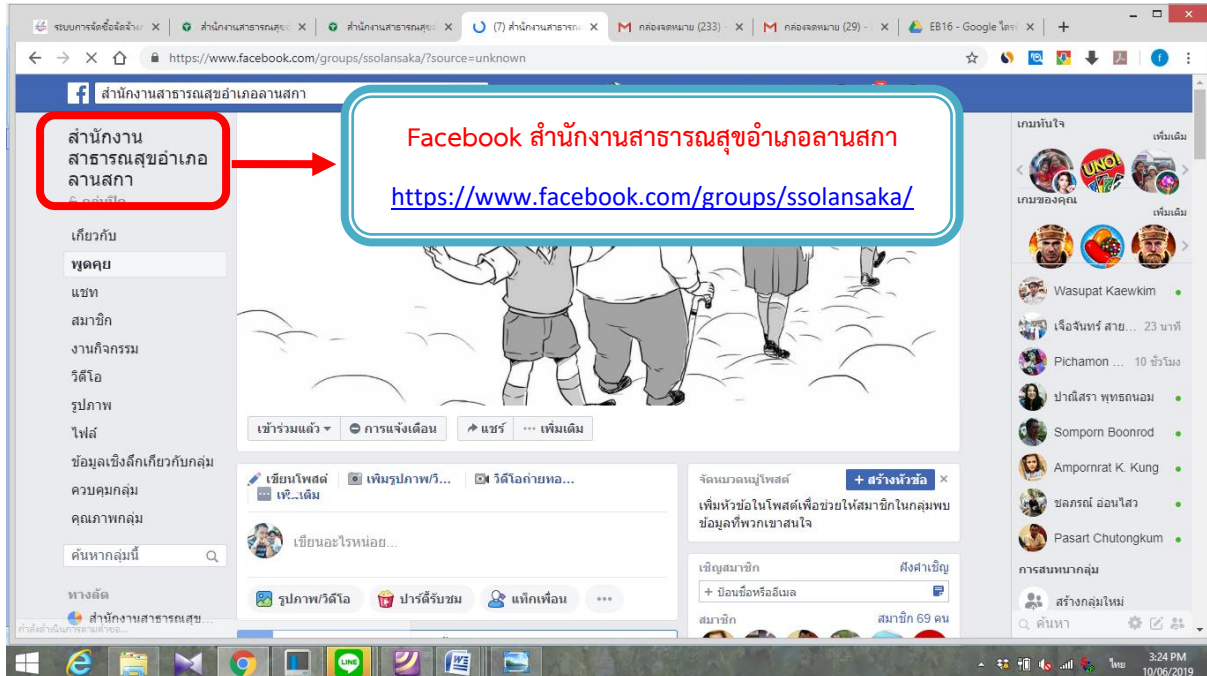 ระบบการจัดซื้อจัดจ้าง
สำนักงานสาธารณสุขอ
สำนักงานสาธารณสุข
(7) สำนักงานสาธารณ
กล่องจดหมาย (233) -
กล่องจดหมาย (29) -
EB16 - Google ไดร
https://www.facebook.com/groups/ssolansaka/?source=unknown
สำนักงานสาธารณสุขอำเภอลานสกา
สำนักงาน
สาธารณสุขอำเภอ
ลานสกา
Facebook สำนักงานสาธารณสุขอำเภอลานสกา
https://www.facebook.com/groups/ssolansaka/
เกี่ยวกับ
พูดคุย
แชท
สมาชิก
งานกิจกรรม
วิดีโอ
รูปภาพ
ไฟล์
ข้อมูลเชิงลึกเกี่ยวกับกลุ่ม
ควบคุมกลุ่ม
คุณภาพกลุ่ม
ค้นหากลุ่มนี้
ทางลัด
สำนักงานสาธารณสุข...
เข้าร่วมแล้ว
การแจ้งเตือน
แชร์
เพิ่มเติม
เขียนโพสต์
เพิ่มรูปภาพ/วิ...
วิดีโอถ่ายทอ...
เขียนอะไรหน่อย...
รูปภาพ/วิดีโอ
ปาร์ตี้รับชม
แท็กเพื่อน
จัดหมวดหมู่โพสต์
+ สร้างหัวข้อ
เพิ่มหัวข้อในโพสต์เพื่อช่วยให้สมาชิกในกลุ่มพบ
ข้อมูลที่พวกเขาสนใจ
เชิญสมาชิก
ฝังคำเชิญ
+ ป้อนชื่อหรืออีเมล
สมาชิก
สมาชิก 69 คน
เกมทันใจ
เพิ่มเติม
UNO
เกมของคุณ
เพิ่มเติม
Wasupat Kaewkim
เจือจันทร์ สาย... 23 นาที
Pichamon ... 10 ชั่วโมง
ปาณิสรา พุทธถนอม
Somporn Boonrod
Ampornrat K. Kung
ชลภรณ์ อ่อนไสว
Pasart Chutongkum
การสนทนากลุ่ม
สร้างกลุ่มใหม่
ค้นหา
LINE
ไทย
3:24 PM
10/06/2019